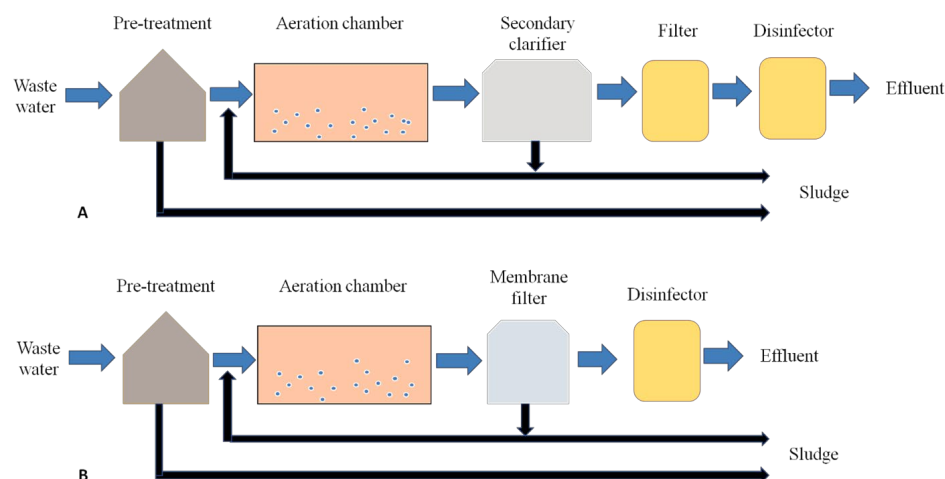 Pre-treatment
Aeration chamber
Secondary
clarifier
Filter
Disinfector
Waste
water
Effluent
Sludge
A
Pre-treatment
Aeration chamber
Membrane
filter
Disinfector
Waste
water
Effluent
Sludge
B